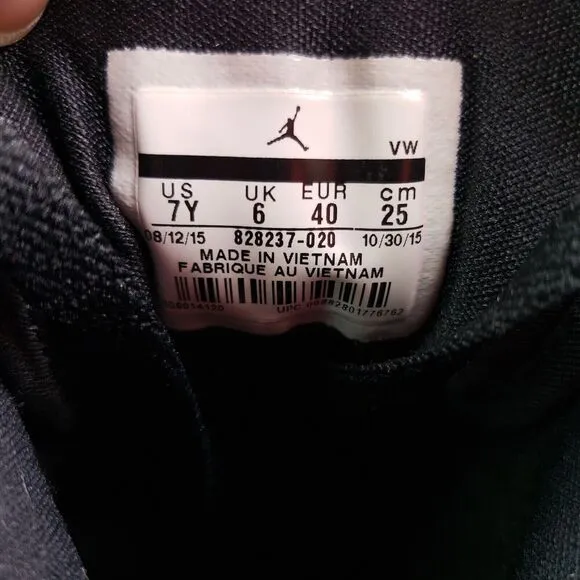 VW
US UK EUR cm
7Y 6 40 25
08/12/15 828237-020 10/30/15
MADE IN VIETNAM
FABRIQUE AU VIETNAM
UPC